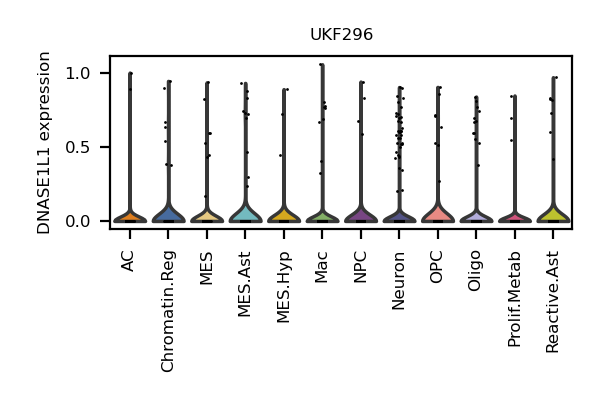 UKF296
DNASE1L1 expression
1.0
0.5
0.0
AC
Chromatin.Reg
MES
MES.Ast
MES.Hyp
Mac
NPC
Neuron
OPC
Oligo
Prolif.Metab
Reactive.Ast